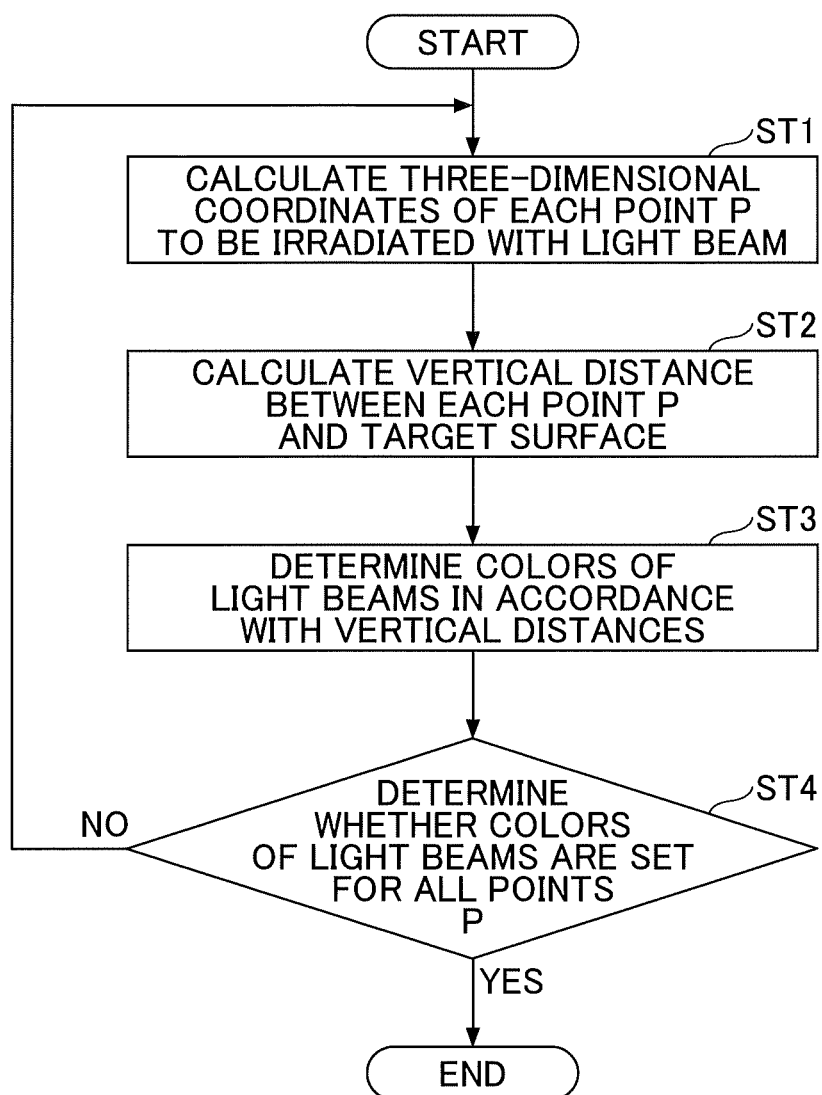 START
ST1
CALCULATE THREE-DIMENSIONAL
COORDINATES OF EACH POINT P
TO BE IRRADIATED WITH LIGHT BEAM
ST2
CALCULATE VERTICAL DISTANCE
BETWEEN EACH POINT P
AND TARGET SURFACE
ST3
DETERMINE COLORS OF
LIGHT BEAMS IN ACCORDANCE
WITH VERTICAL DISTANCES
ST4
DETERMINE
WHETHER COLORS
OF LIGHT BEAMS ARE SET
FOR ALL POINTS
P
NO
YES
END